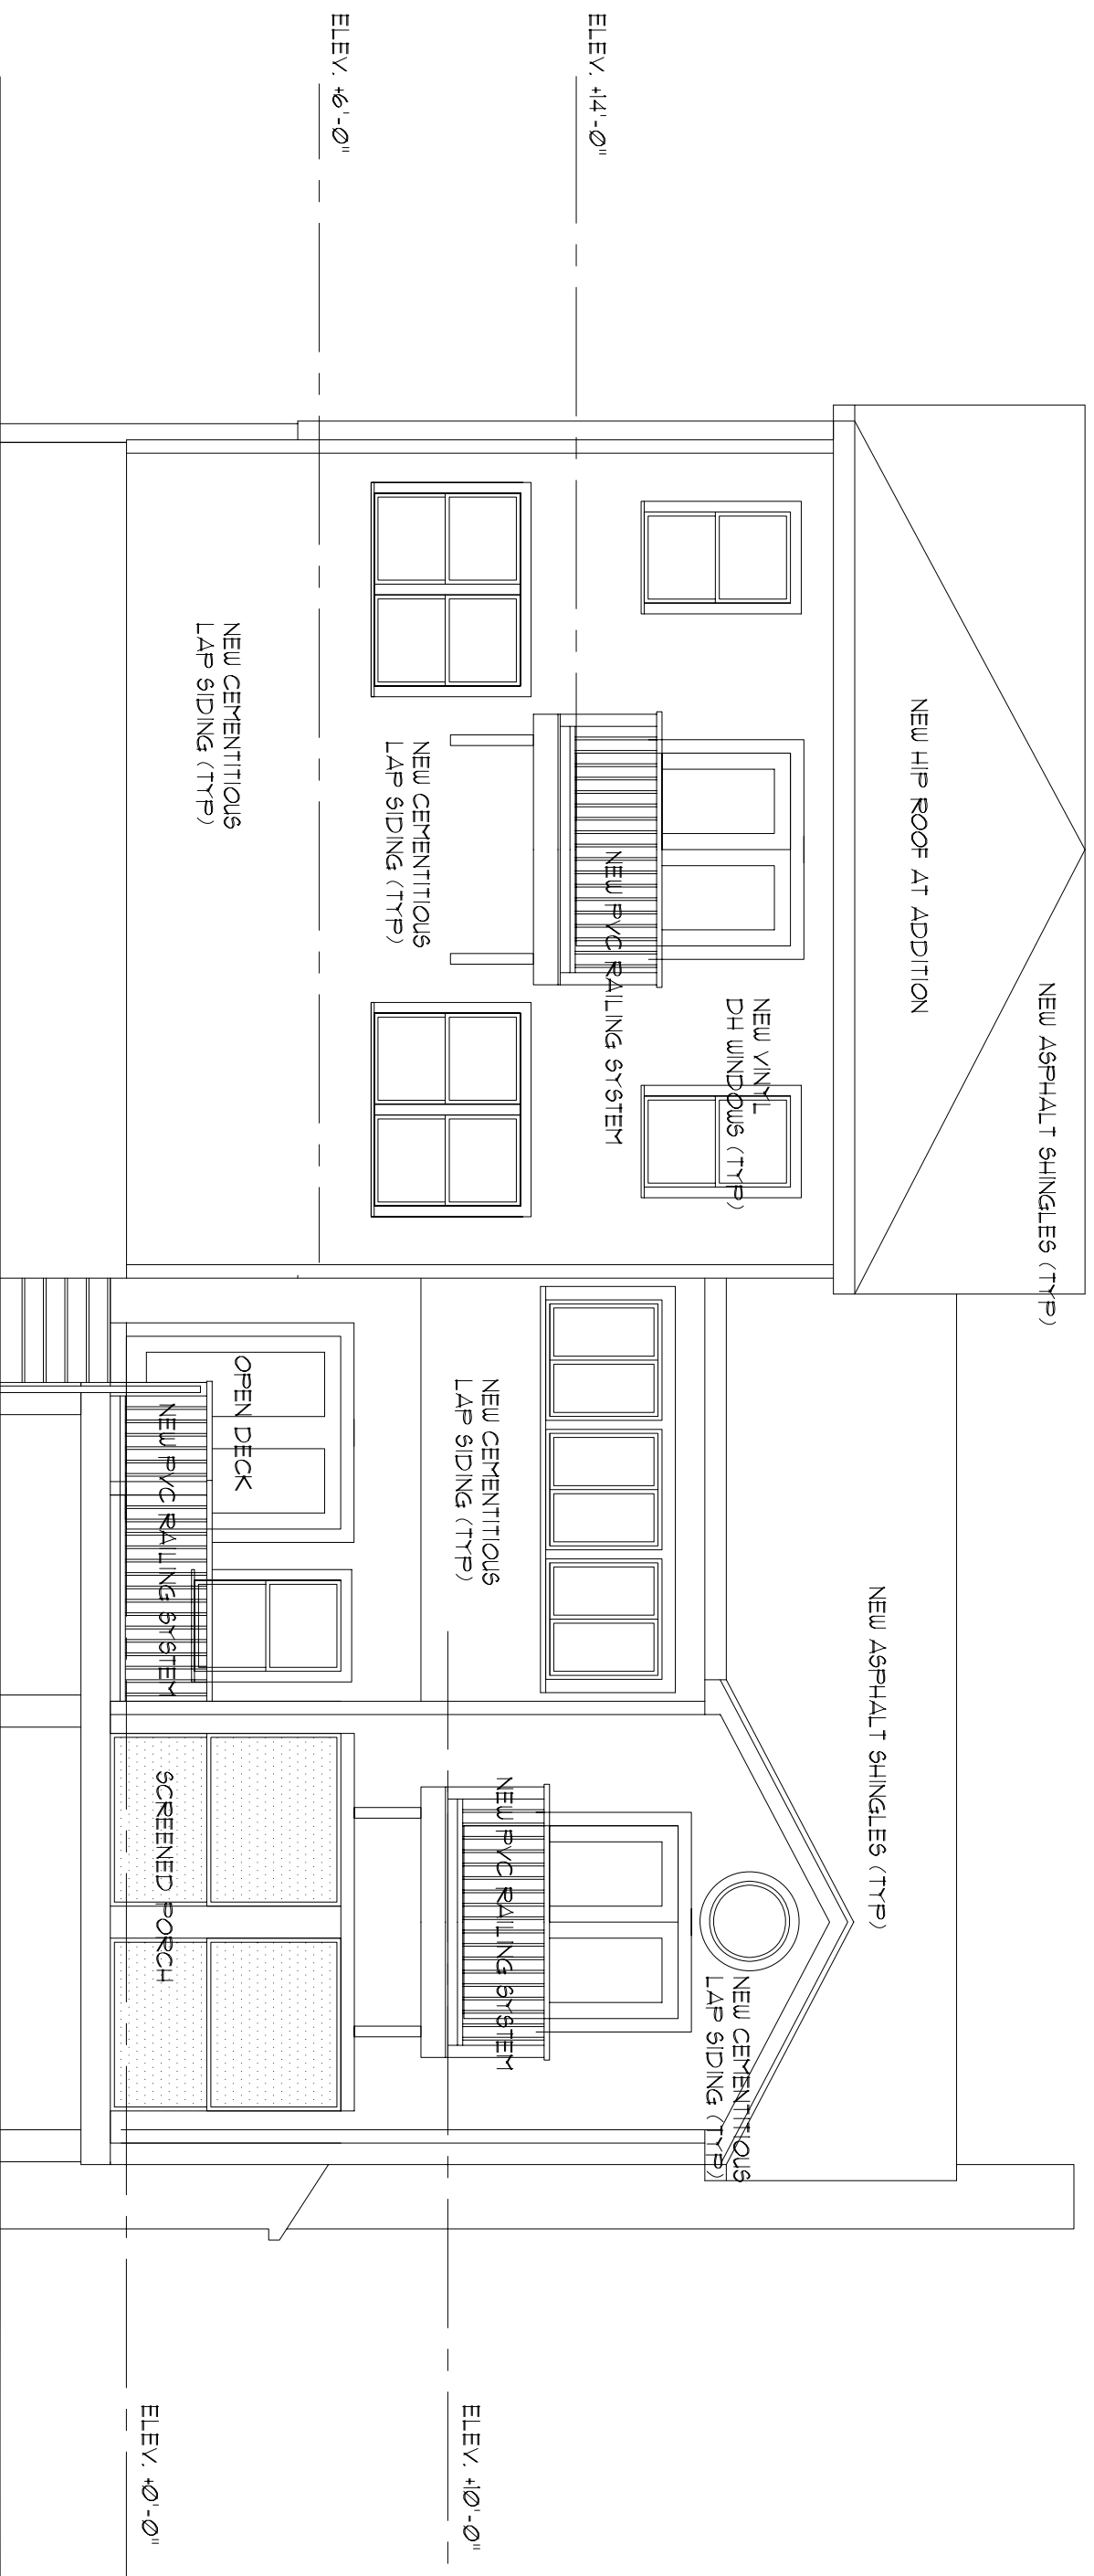 NEW ASPHALT SHINGLES (TYP)
NEW HIP ROOF AT ADDITION
NEW ASPHALT SHINGLES (TYP)
NEW VINYL
DH WINDOWS (TYP)
NEW CEMENTITIOUS
LAP SIDING (TYP)
ELEV. +14'-0"
NEW PVC RAILING SYSTEM
NEW CEMENTITIOUS
LAP SIDING (TYP)
NEW PVC RAILING SYSTEM
ELEV. +10'-0"
NEW CEMENTITIOUS
LAP SIDING (TYP)
ELEV. +6'-0"
NEW CEMENTITIOUS
LAP SIDING (TYP)
OPEN DECK
NEW PVC RAILING SYSTEM
SCREENED PORCH
ELEV. +0'-0"